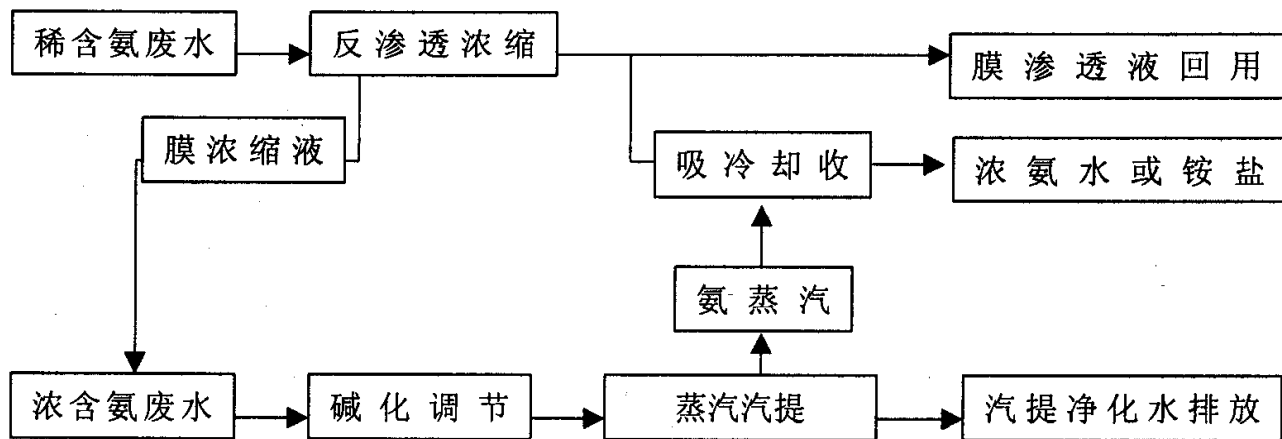 稀含氨废水
反渗透浓缩
膜渗透液回用
膜浓缩液
吸冷却收
浓氨水或铵盐
氨蒸汽
浓含氨废水
碱化调节
蒸汽汽提
汽提净化水排放